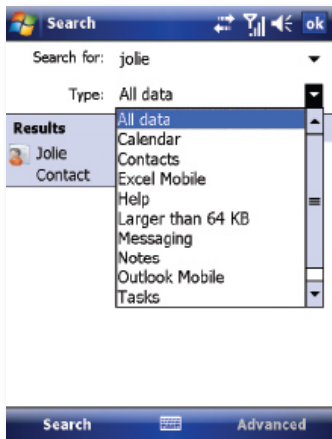 Search ok
Search for: jolie
Type: All data
Results
All data
Calendar
Jolie
Contacts
Contact
Excel Mobile
Help
Larger than 64 KB
Messaging
Notes
Outlook Mobile
Tasks
Search Advanced